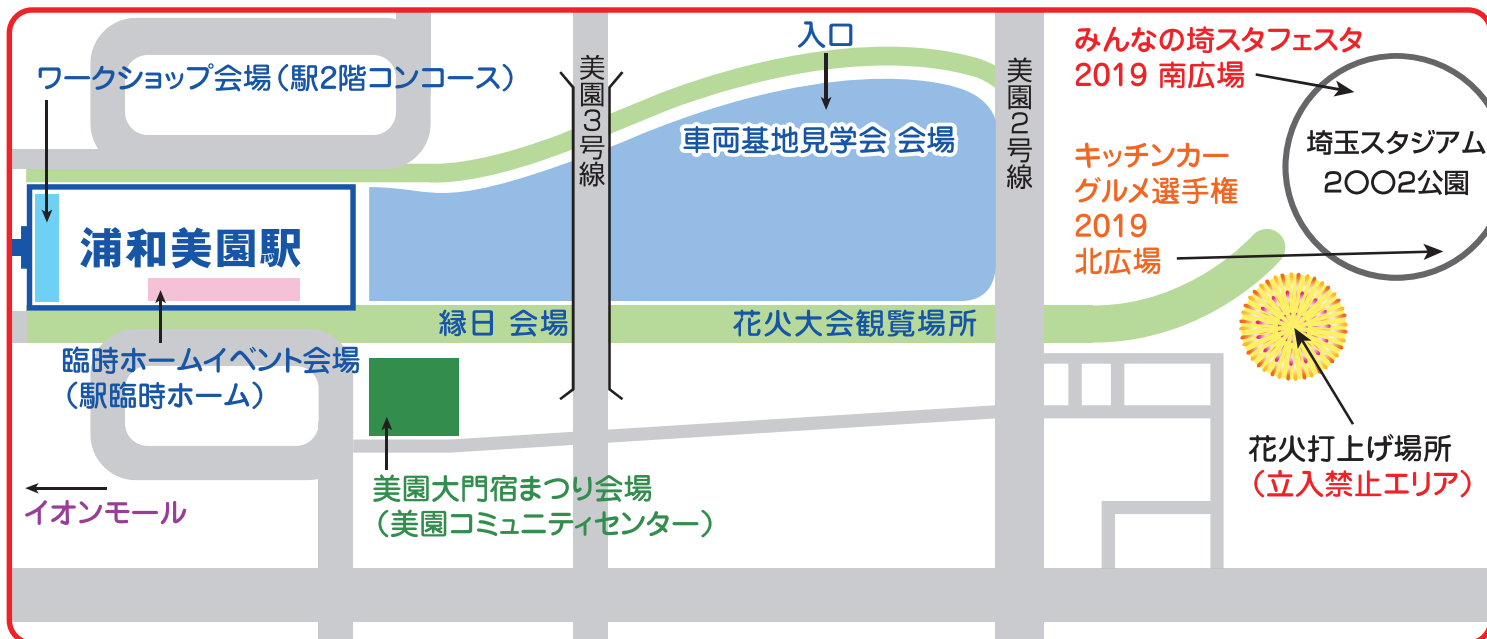 入口
みんなの埼スタフェスタ
2019 南広場
ワークショップ会場（駅2階コンコース）
美園3号線
美園2号線
車両基地見学会 会場
埼玉スタジアム
2〇〇2公園
キッチンカー
グルメ選手権
2019
北広場
浦和美園駅
縁日 会場
花火大会観覧場所
臨時ホームイベント会場
（駅臨時ホーム）
花火打上げ場所
（立入禁止エリア）
美園大門宿まつり会場
（美園コミュニティセンター）
イオンモール